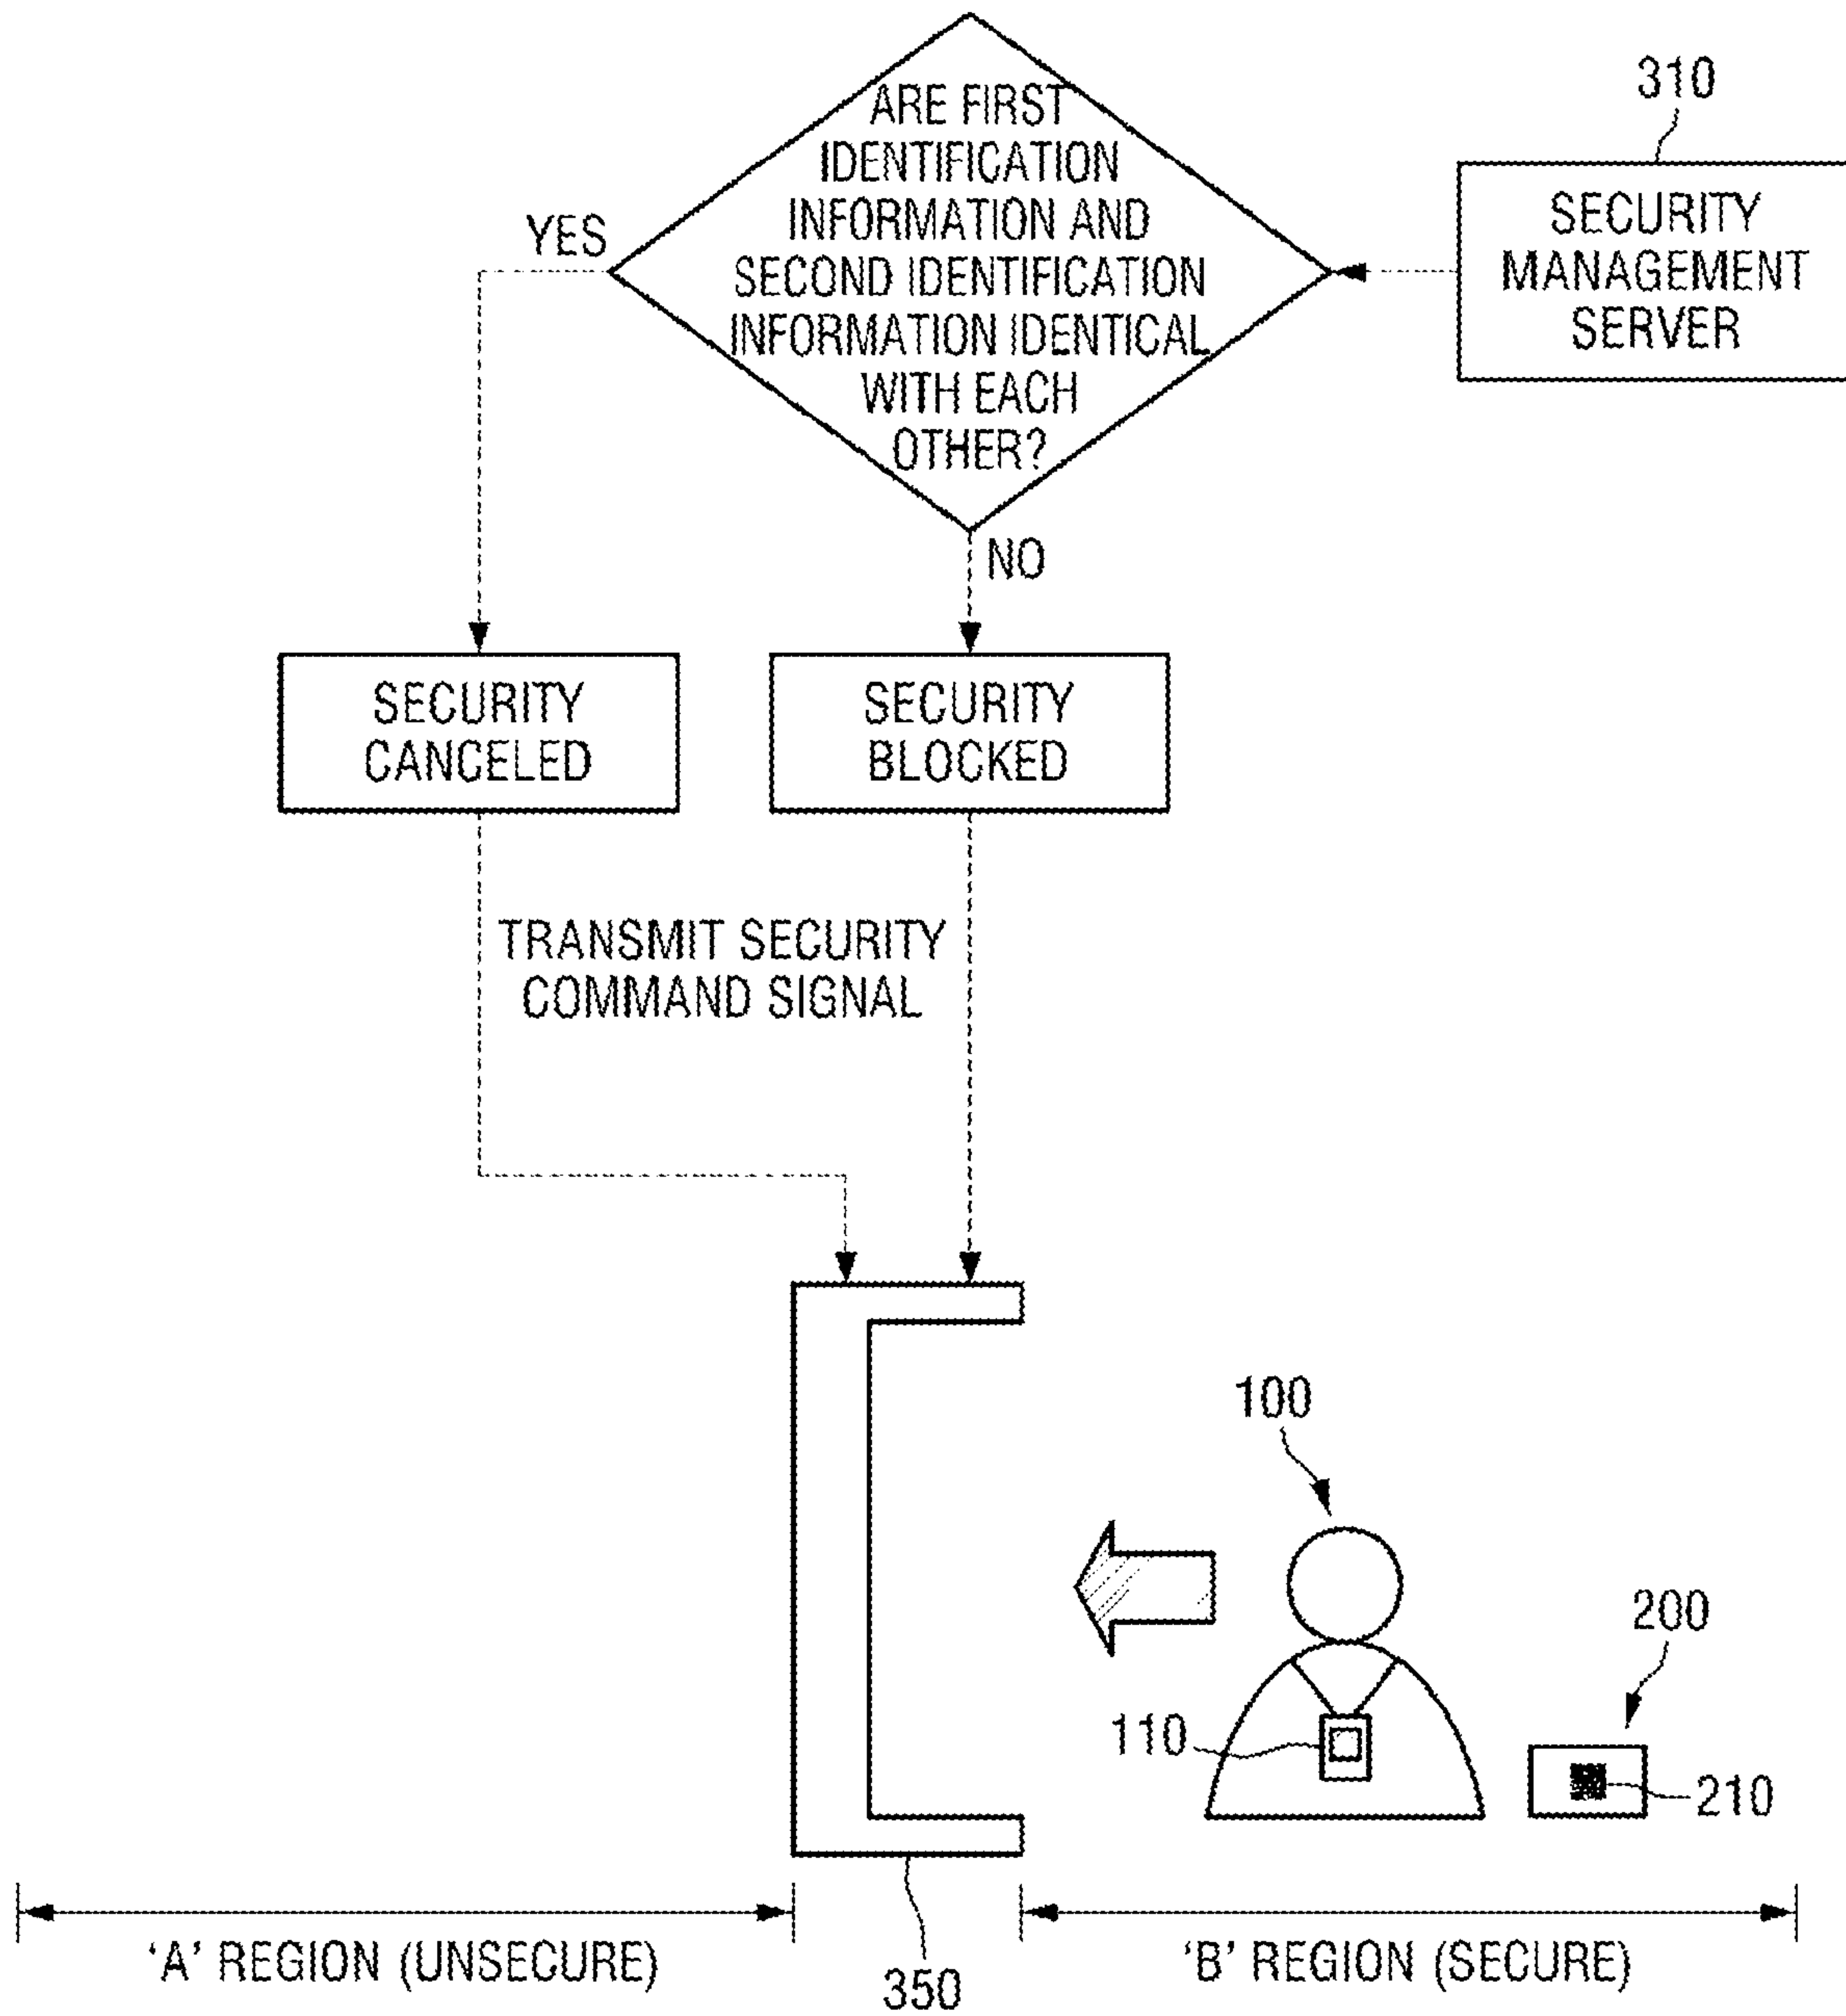 ARE FIRST
IDENTIFICATION
INFORMATION AND
SECOND IDENTIFICATION
INFORMATION IDENTICAL
WITH EACH
OTHER?
310
SECURITY
MANAGEMENT
SERVER
YES
NO
SECURITY
CANCELED
SECURITY
BLOCKED
TRANSMIT SECURITY
COMMAND SIGNAL
100
200
110
210
'A' REGION (UNSECURE)
350
'B' REGION (SECURE)